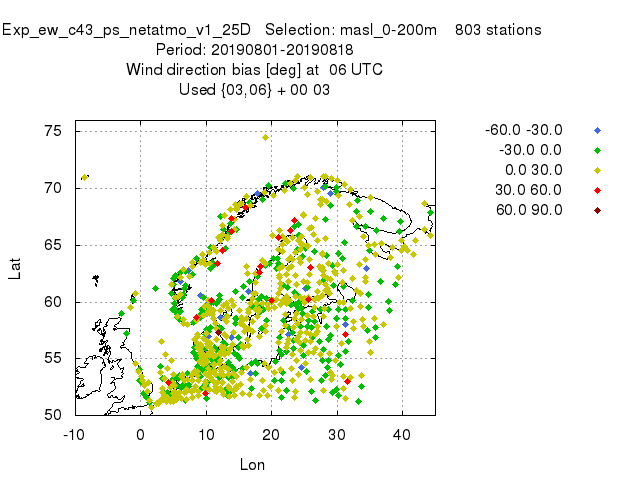 Exp_ew_c43_ps_netatmo_v1_25D Selection: masl_0-200m 803 stations
Period: 20190801-20190818
Wind direction bias [deg] at 06 UTC
Used {03,06} + 00 03
75
70
65
60
55
50
Lat
-10 0 10 20 30 40
Lon
-60.0 -30.0
-30.0 0.0
0.0 30.0
30.0 60.0
60.0 90.0